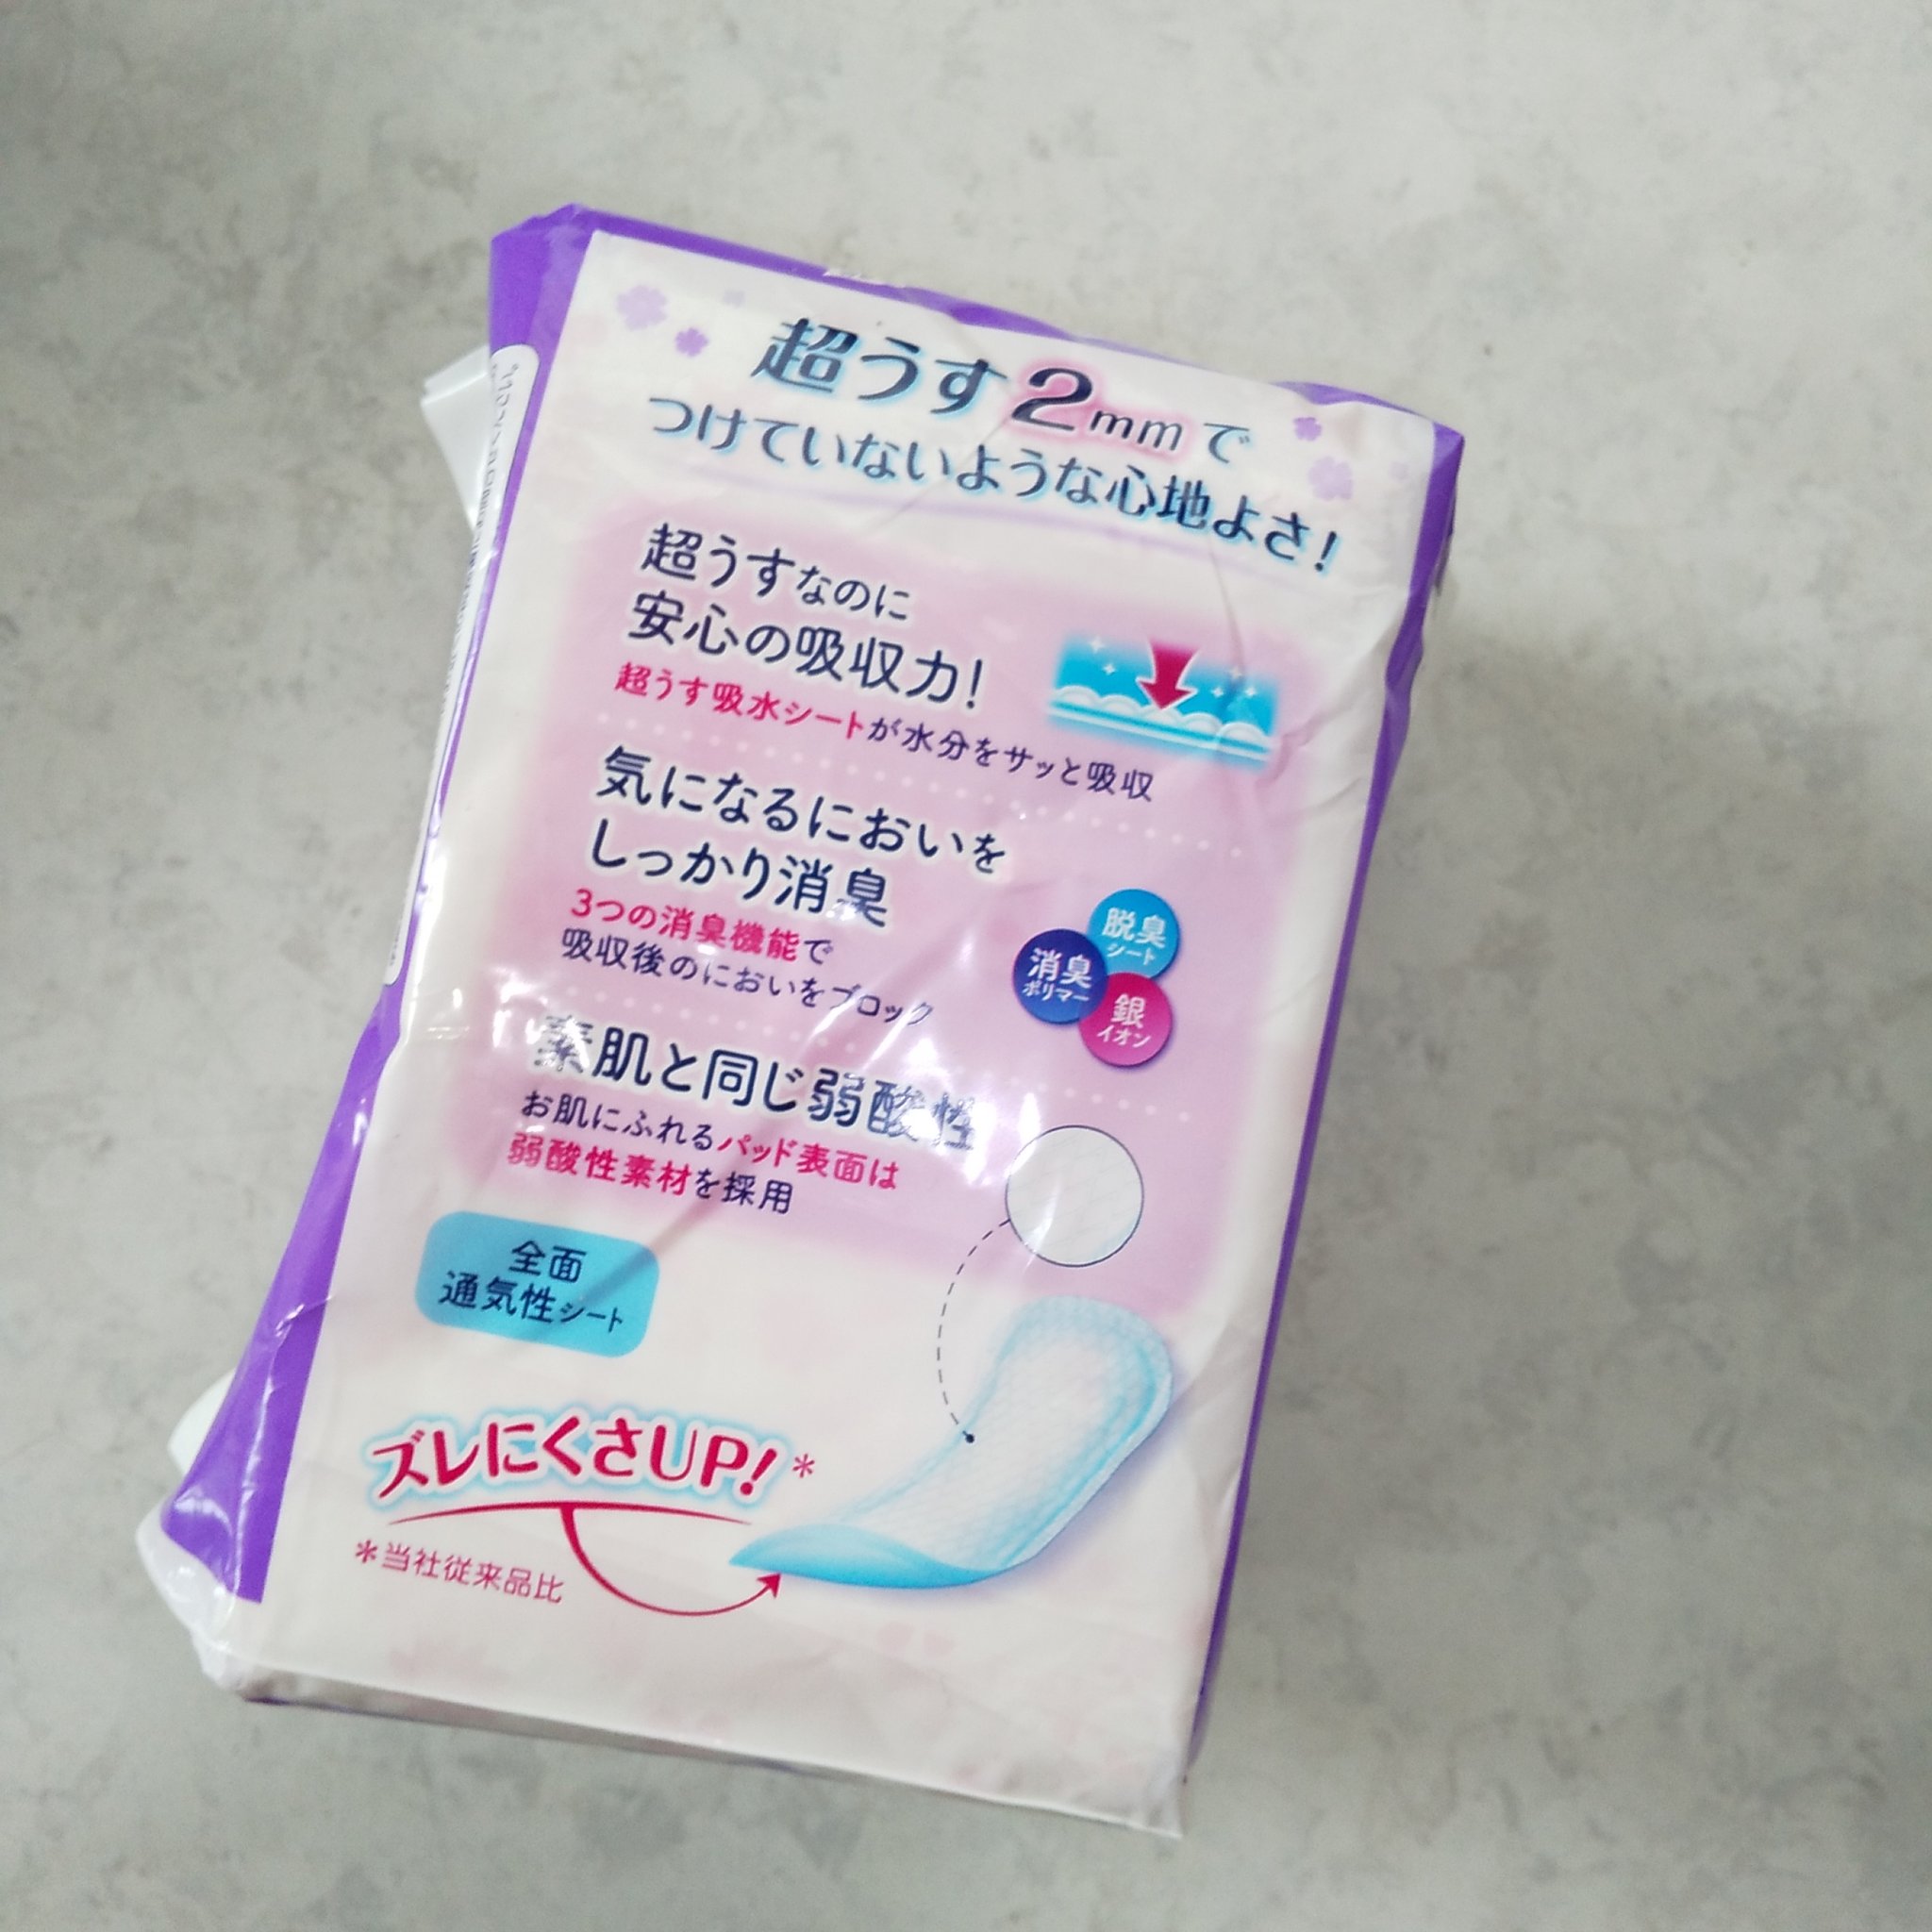 超うす2mmで
つけていないような心地よさ!
超うすなのに
安心の吸収力!
超うす吸水シートが水分をサッと吸収
気になるにおいを
しっかり消臭
3つの消臭機能で
吸収後のにおいをブロック
脱臭
シート
消臭
ポリマー
銀
イオン
素肌と同じ弱酸性
お肌にふれるパッド表面は
弱酸性素材を採用
全面
通気性シート
ズレにくさUP!*
*当社従来品比